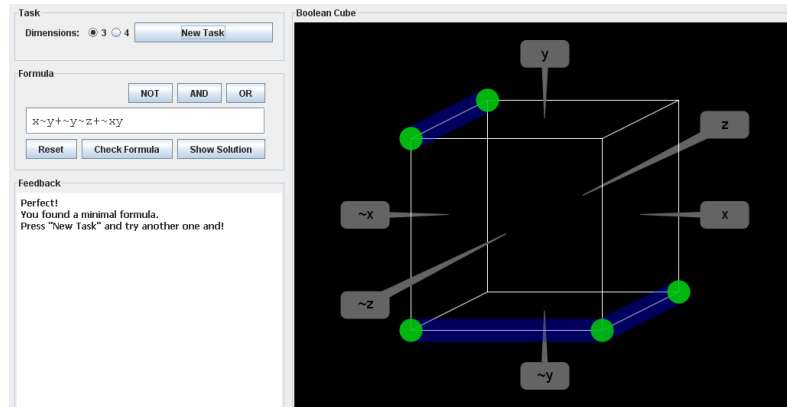 Task
Dimensions: 3 4 New Task
Formula
NOT AND OR
x~y+~y~z+~xy
Reset Check Formula Show Solution
Feedback
Perfect!
You found a minimal formula.
Press "New Task" and try another one and!
Boolean Cube
y
z
~x
x
~z
~y